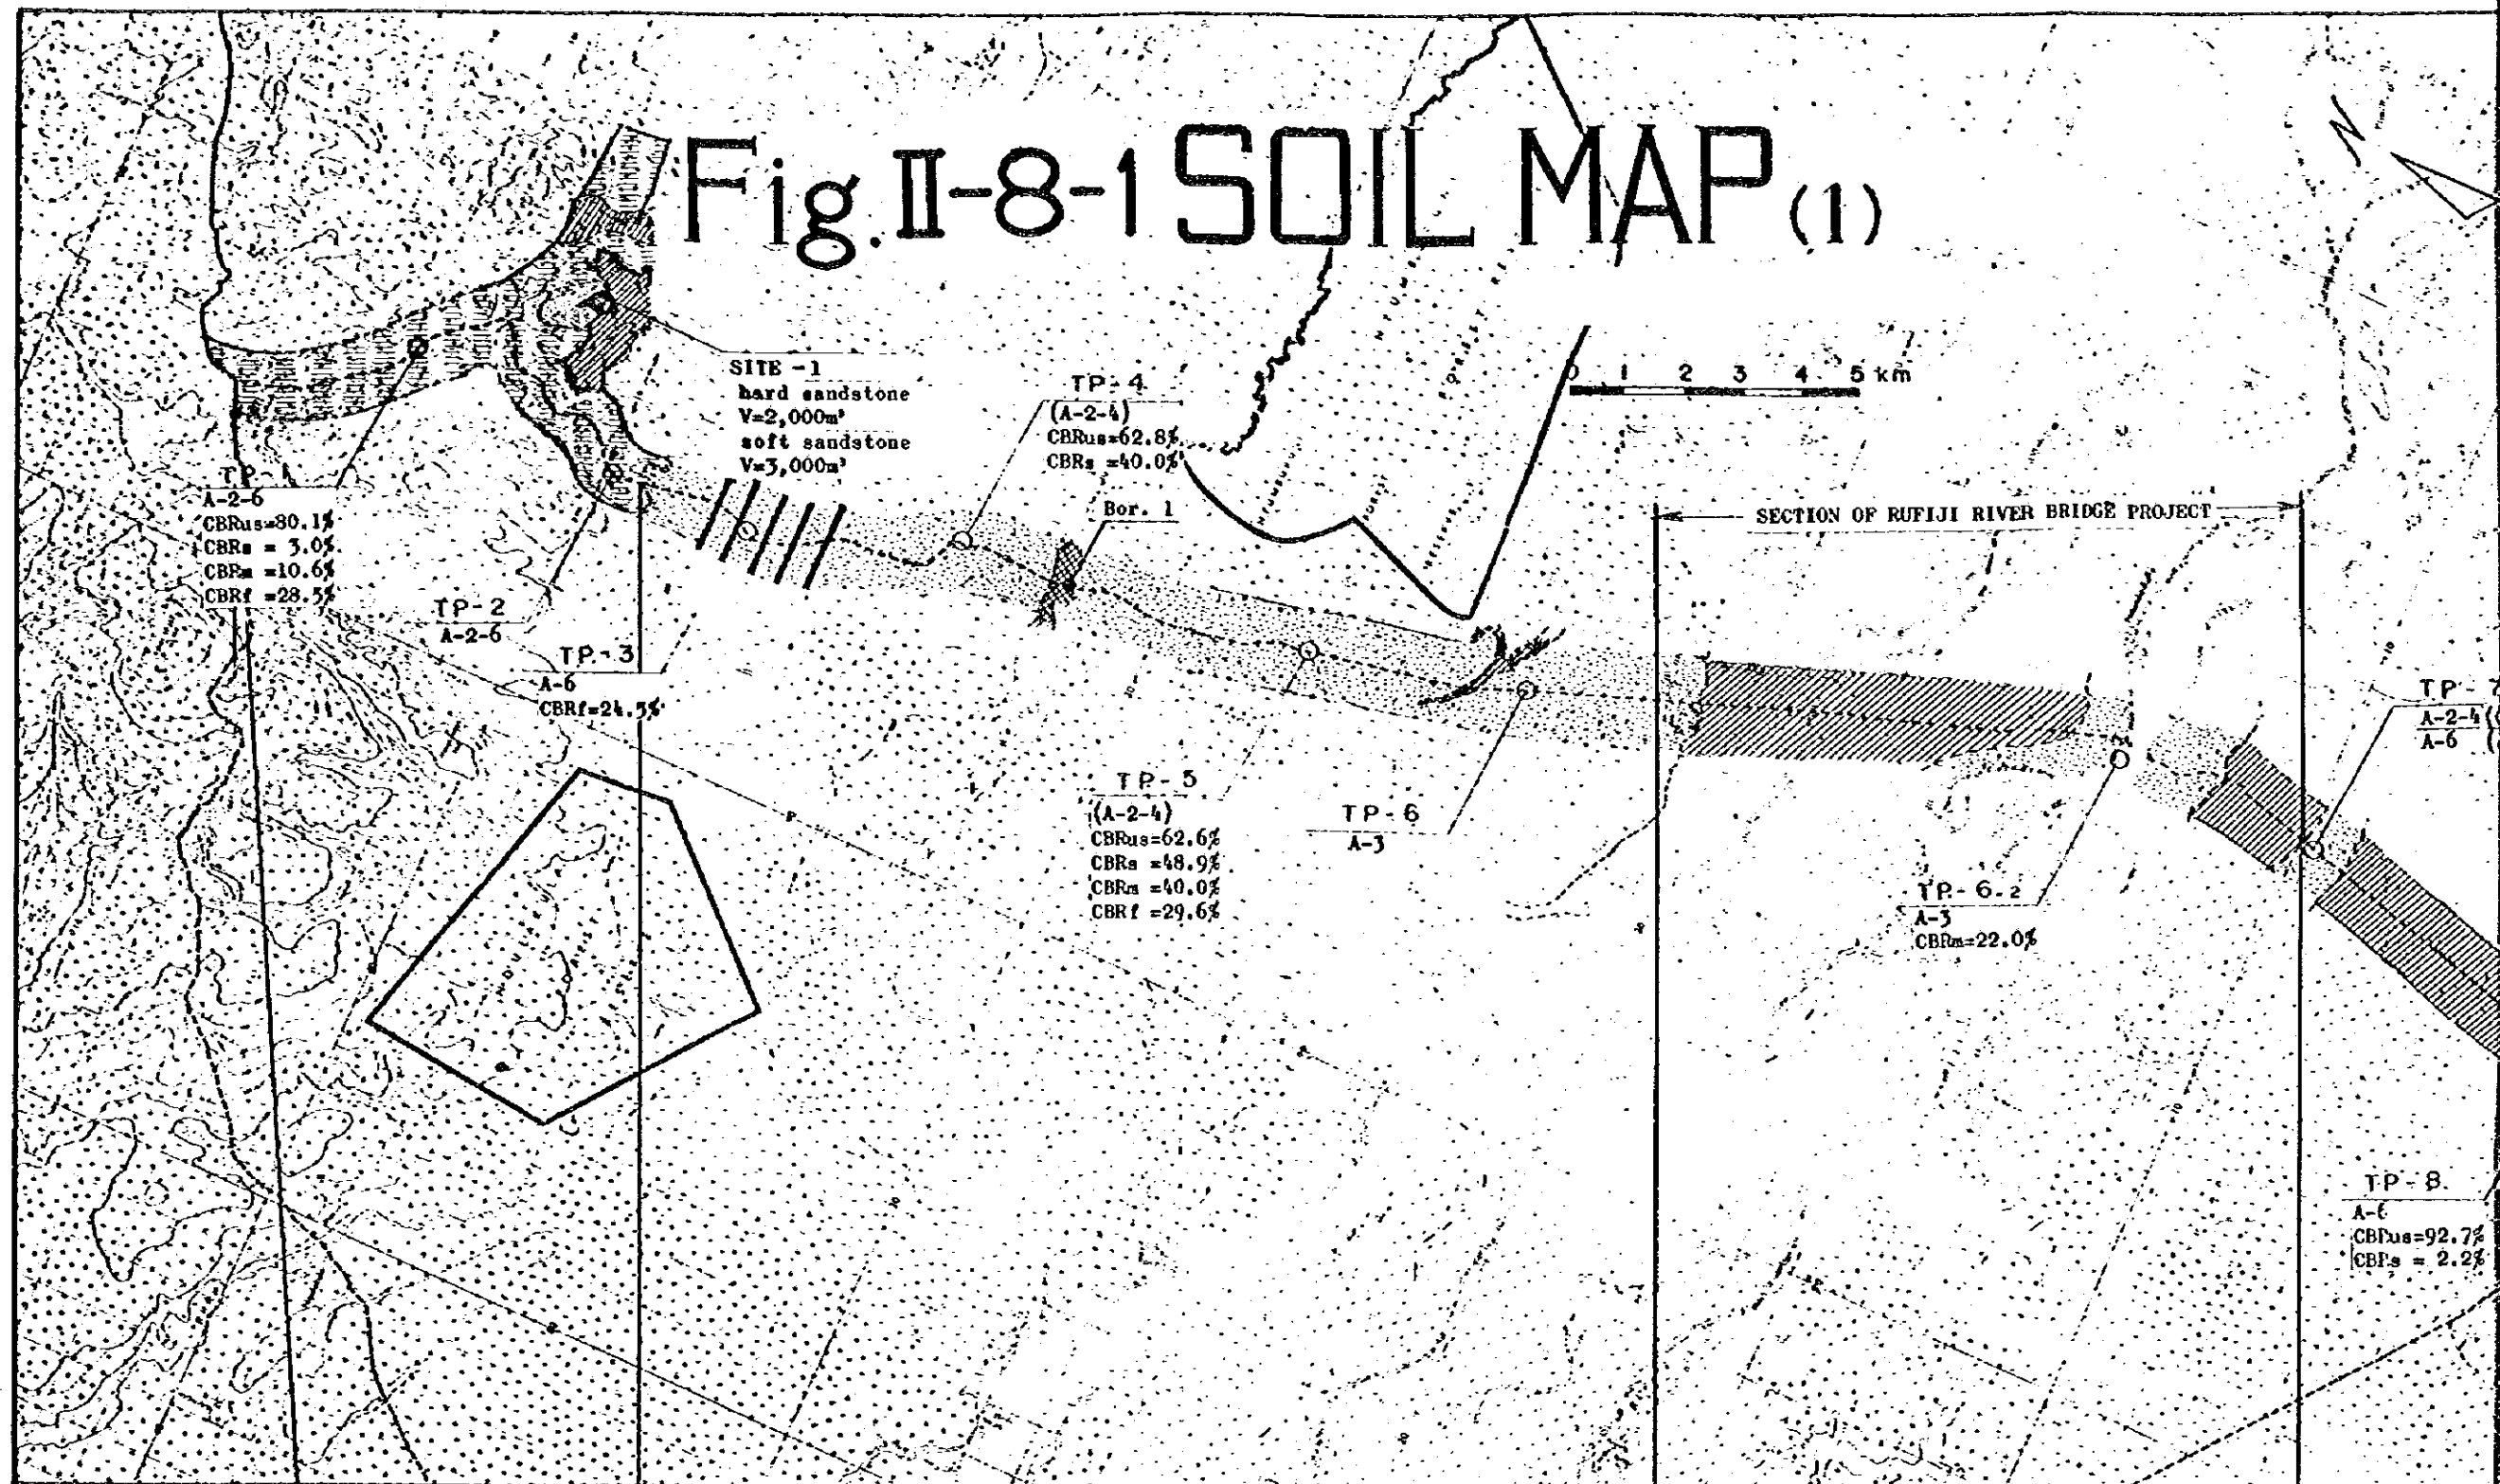 Fig. II-8-1 SOIL MAP (1)
N
SITE -1
hard sandstone
V=2,000m³
soft sandstone
V=3,000m³
TP-4
(A-2-4)
CBRus=62.8%
CBRs =40.0%
Bor. 1
0 1 2 3 4 5 km
SECTION OF RUFIJI RIVER BRIDGE PROJECT
TP-1
A-2-6
CBRus=80.1%
CBRs = 3.0%
CBRm =10.6%
CBRf =28.5%
TP-2
A-2-6
TP-3
A-6
CBRf=24.5%
TP-5
(A-2-4)
CBRus=62.6%
CBRs =48.9%
CBRm =40.0%
CBRf =29.6%
TP-6
A-3
TP-6-2
A-3
CBRm=22.0%
TP-7
A-2-4
A-6
TP-8
A-6
CBRus=92.7%
CBRs = 2.2%
FOREST
RESERVE